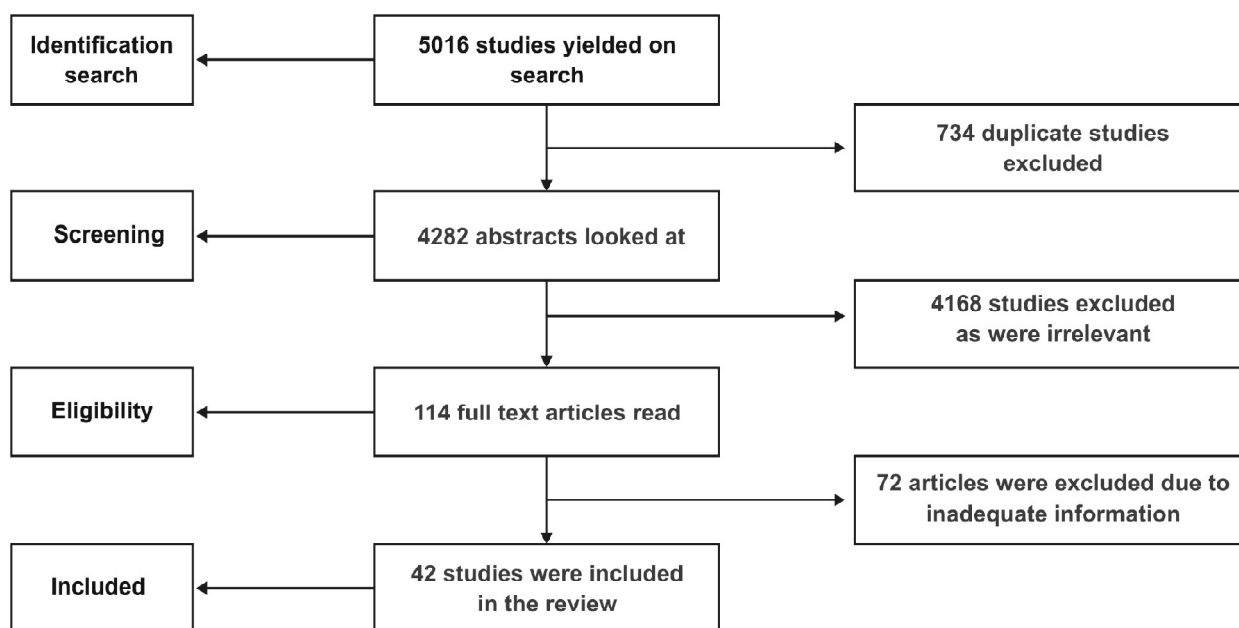 Identification
search
5016 studies yielded on
search
734 duplicate studies
excluded
Screening
4282 abstracts looked at
4168 studies excluded
as were irrelevant
Eligibility
114 full text articles read
72 articles were excluded due to
inadequate information
Included
42 studies were included
in the review